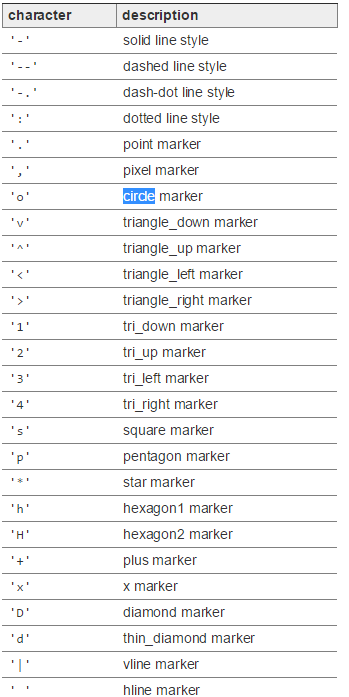 character description
'-' solid line style
'--' dashed line style
'-.' dash-dot line style
':' dotted line style
'.' point marker
',' pixel marker
'o' circle marker
'v' triangle_down marker
'^' triangle_up marker
'<' triangle_left marker
'>' triangle_right marker
'1' tri_down marker
'2' tri_up marker
'3' tri_left marker
'4' tri_right marker
's' square marker
'p' pentagon marker
'*' star marker
'h' hexagon1 marker
'H' hexagon2 marker
'+' plus marker
'x' x marker
'D' diamond marker
'd' thin_diamond marker
'|' vline marker
' ' hline marker